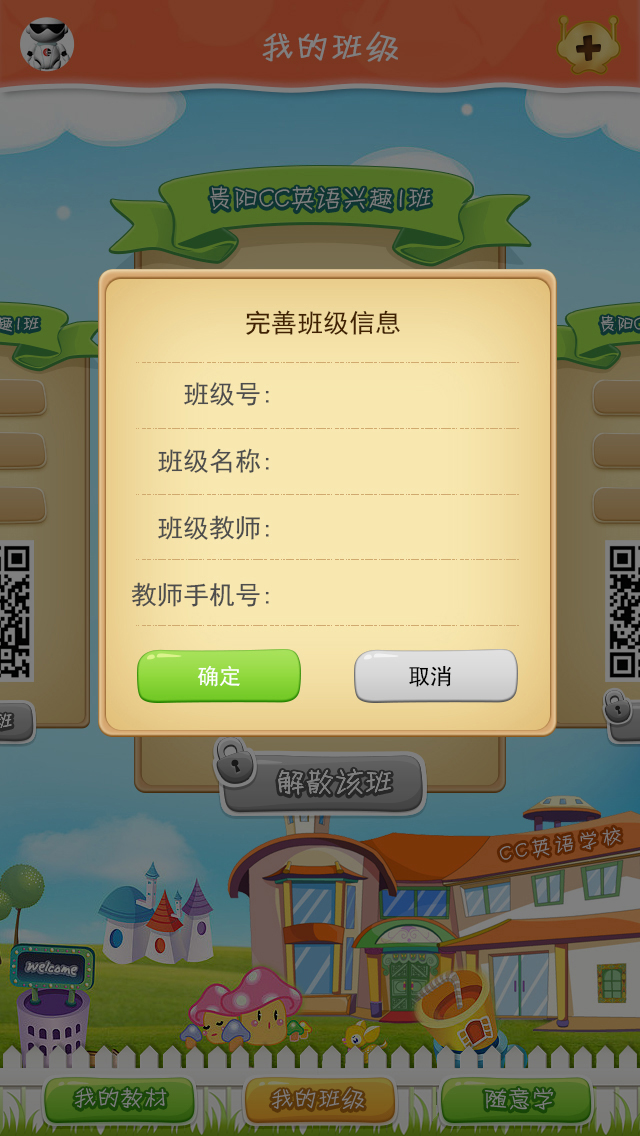 我的班级
贵阳CC英语兴趣1班
趣1班
贵阳C
完善班级信息
班级号:
班级名称:
班级教师:
教师手机号:
确定
取消
班
解散该班
CC英语学校
welcome
我的教材
我的班级
随意学